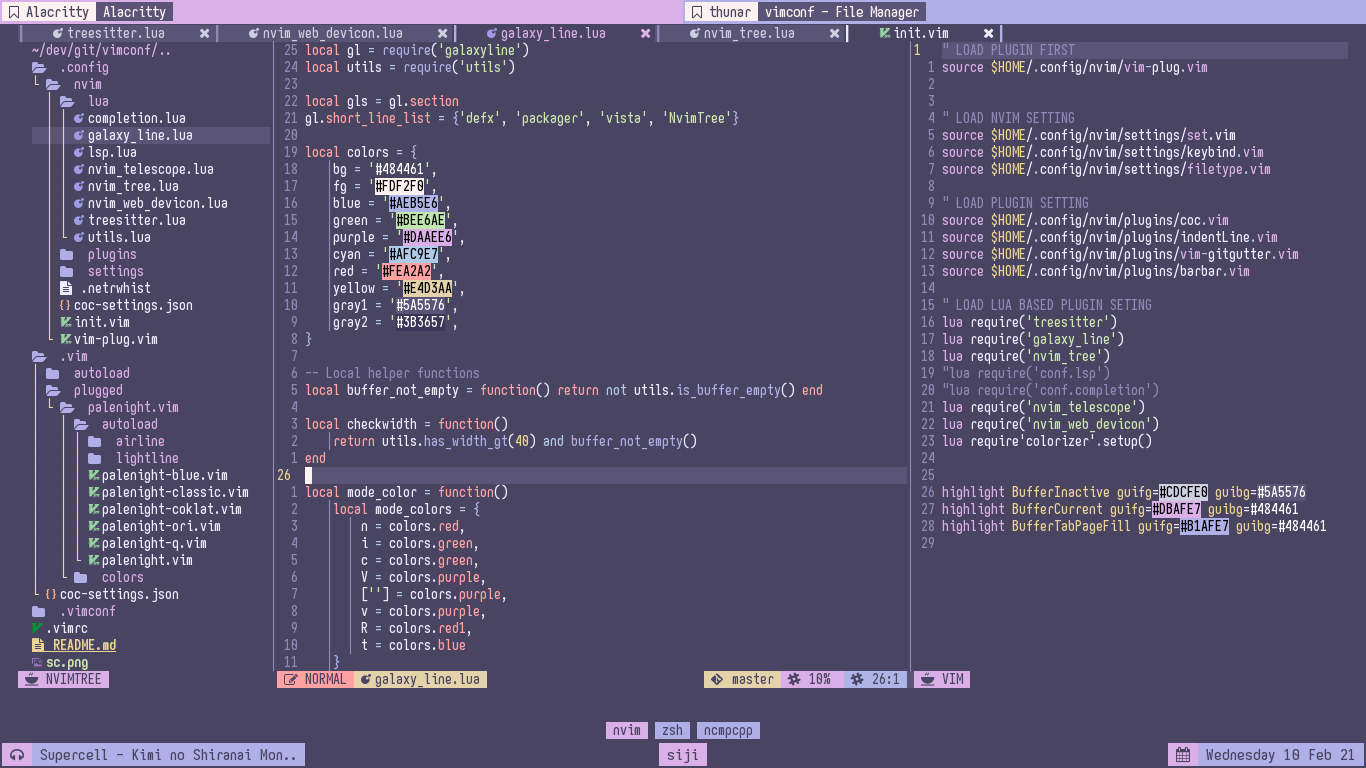 Alacritty Alacritty
thunar vimconf - File Manager
treesitter.lua
nvim_web_devicon.lua
galaxy_line.lua
nvim_tree.lua
init.vim
~/dev/git/vimconf/..
.config
nvim
lua
completion.lua
galaxy_line.lua
lsp.lua
nvim_telescope.lua
nvim_tree.lua
nvim_web_devicon.lua
treesitter.lua
utils.lua
plugins
settings
.netrwhist
coc-settings.json
init.vim
vim-plug.vim
.vim
autoload
plugged
palenight.vim
autoload
airline
lightline
palenight-blue.vim
palenight-classic.vim
palenight-coklat.vim
palenight-ori.vim
palenight-q.vim
palenight.vim
colors
coc-settings.json
.vimconf
.vimrc
README.md
sc.png
NVIMTREE
25 local gl = require('galaxyline')
24 local utils = require('utils')
23
22 local gls = gl.section
21 gl.short_line_list = {'defx', 'packager', 'vista', 'NvimTree'}
20
19 local colors = {
18 bg = '#484461',
17 fg = '#FDF2F0',
16 blue = '#AEB5E6',
15 green = '#BEE6AE',
14 purple = '#DAAEE6',
13 cyan = '#AFC9E7',
12 red = '#FEA2A2',
11 yellow = '#E4D3AA',
10 gray1 = '#5A5576',
9 gray2 = '#3B3657',
8 }
7
6 -- Local helper functions
5 local buffer_not_empty = function() return not utils.is_buffer_empty() end
4
3 local checkwidth = function()
2 return utils.has_width_gt(40) and buffer_not_empty()
1 end
26
1 local mode_color = function()
2 local mode_colors = {
3 n = colors.red,
4 i = colors.green,
5 c = colors.green,
6 V = colors.purple,
7 [''] = colors.purple,
8 v = colors.purple,
9 R = colors.red1,
10 t = colors.blue
11 }
NORMAL galaxy_line.lua
master 10% 26:1
1 " LOAD PLUGIN FIRST
1 source $HOME/.config/nvim/vim-plug.vim
2
3
4 " LOAD NVIM SETTING
5 source $HOME/.config/nvim/settings/set.vim
6 source $HOME/.config/nvim/settings/keybind.vim
7 source $HOME/.config/nvim/settings/filetype.vim
8
9 " LOAD PLUGIN SETTING
10 source $HOME/.config/nvim/plugins/coc.vim
11 source $HOME/.config/nvim/plugins/indentLine.vim
12 source $HOME/.config/nvim/plugins/vim-gitgutter.vim
13 source $HOME/.config/nvim/plugins/barbar.vim
14
15 " LOAD LUA BASED PLUGIN SETING
16 lua require('treesitter')
17 lua require('galaxy_line')
18 lua require('nvim_tree')
19 "lua require('conf.lsp')
20 "lua require('conf.completion')
21 lua require('nvim_telescope')
22 lua require('nvim_web_devicon')
23 lua require'colorizer'.setup()
24
25
26 highlight BufferInactive guifg=#CDCFE0 guibg=#5A5576
27 highlight BufferCurrent guifg=#DBAFE7 guibg=#484461
28 highlight BufferTabPageFill guifg=#B1AFE7 guibg=#484461
29
VIM
nvim zsh ncmpcpp
Supercell - Kimi no Shiranai Mon..
siji
Wednesday 10 Feb 21